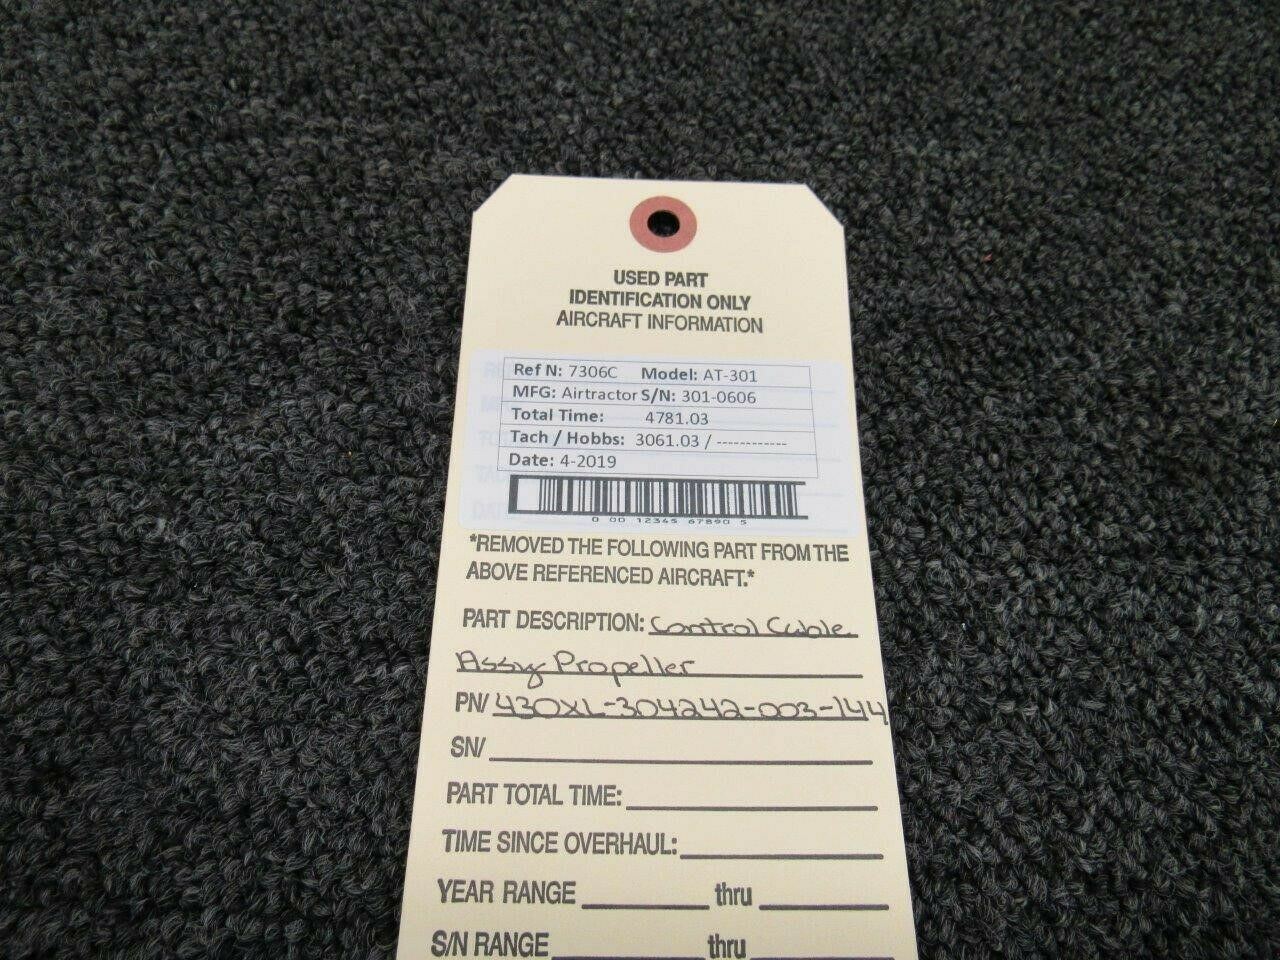 USED PART
IDENTIFICATION ONLY
AIRCRAFT INFORMATION
Ref N: 7306C Model: AT-301
MFG: Airtractor S/N: 301-0606
Total Time: 4781.03
Tach / Hobbs: 3061.03 / ------------
Date: 4-2019
0 00 12345 67890 5
*REMOVED THE FOLLOWING PART FROM THE
ABOVE REFERENCED AIRCRAFT.*
PART DESCRIPTION: Control Cable
Assy Propeller
PN/ 430XL-304242-003-144
SN/
PART TOTAL TIME:
TIME SINCE OVERHAUL:
YEAR RANGE thru
S/N RANGE thru